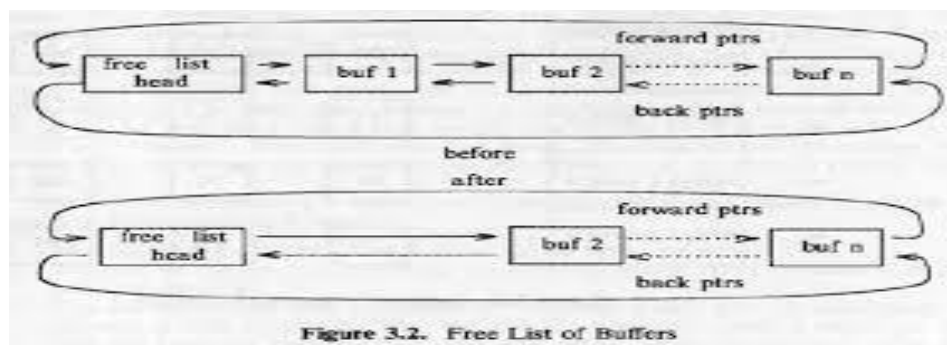 forward ptrs
free list
head
buf 1
buf 2
buf n
back ptrs
before
after
forward ptrs
free list
head
buf 2
buf n
back ptrs
Figure 3.2. Free List of Buffers